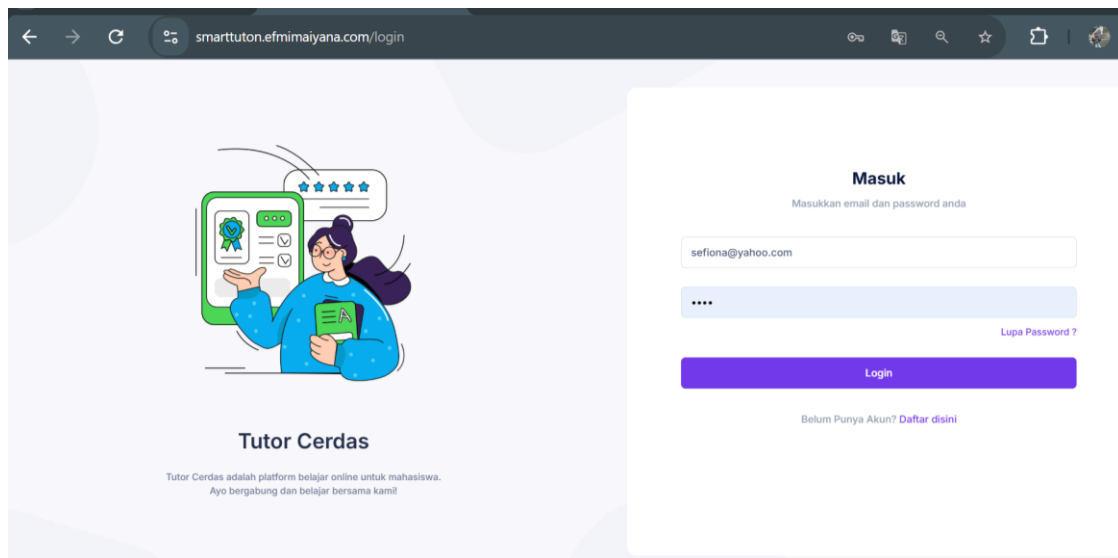 smarttuton.efmimaiyana.com/login
Masuk
Masukkan email dan password anda
sefiona@yahoo.com
••••
Lupa Password ?
Login
Belum Punya Akun? Daftar disini
A
Tutor Cerdas
Tutor Cerdas adalah platform belajar online untuk mahasiswa.
Ayo bergabung dan belajar bersama kami!